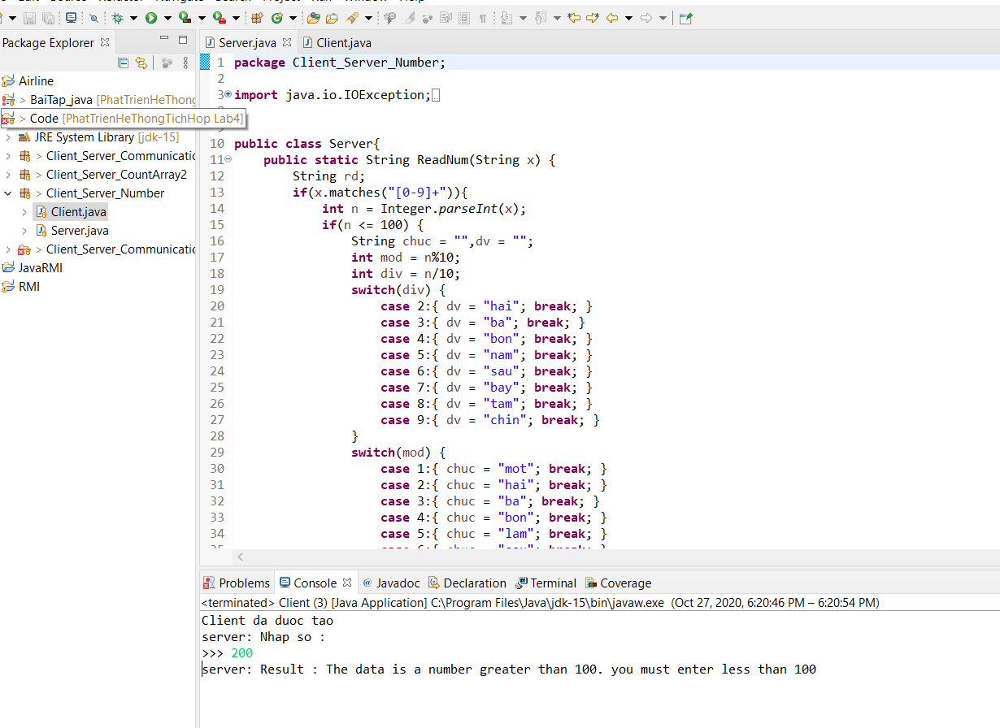 Package Explorer
Airline
> BaiTap_java [PhatTrienHeThong
> Code [PhatTrienHeThongTichHop Lab4]
JRE System Library [jdk-15]
> Client_Server_Communicatio
> Client_Server_CountArray2
> Client_Server_Number
Client.java
Server.java
> Client_Server_Communicatio
JavaRMI
RMI
Server.java Client.java
1 package Client_Server_Number;
2
3 import java.io.IOException;
10 public class Server{
11 public static String ReadNum(String x) {
12 String rd;
13 if(x.matches("[0-9]+")){
14 int n = Integer.parseInt(x);
15 if(n <= 100) {
16 String chuc = "",dv = "";
17 int mod = n%10;
18 int div = n/10;
19 switch(div) {
20 case 2:{ dv = "hai"; break; }
21 case 3:{ dv = "ba"; break; }
22 case 4:{ dv = "bon"; break; }
23 case 5:{ dv = "nam"; break; }
24 case 6:{ dv = "sau"; break; }
25 case 7:{ dv = "bay"; break; }
26 case 8:{ dv = "tam"; break; }
27 case 9:{ dv = "chin"; break; }
28 }
29 switch(mod) {
30 case 1:{ chuc = "mot"; break; }
31 case 2:{ chuc = "hai"; break; }
32 case 3:{ chuc = "ba"; break; }
33 case 4:{ chuc = "bon"; break; }
34 case 5:{ chuc = "lam"; break; }
Problems Console @ Javadoc Declaration Terminal Coverage
<terminated> Client (3) [Java Application] C:\Program Files\Java\jdk-15\bin\javaw.exe (Oct 27, 2020, 6:20:46 PM – 6:20:54 PM)
Client da duoc tao
server: Nhap so :
>>> 200
server: Result : The data is a number greater than 100. you must enter less than 100